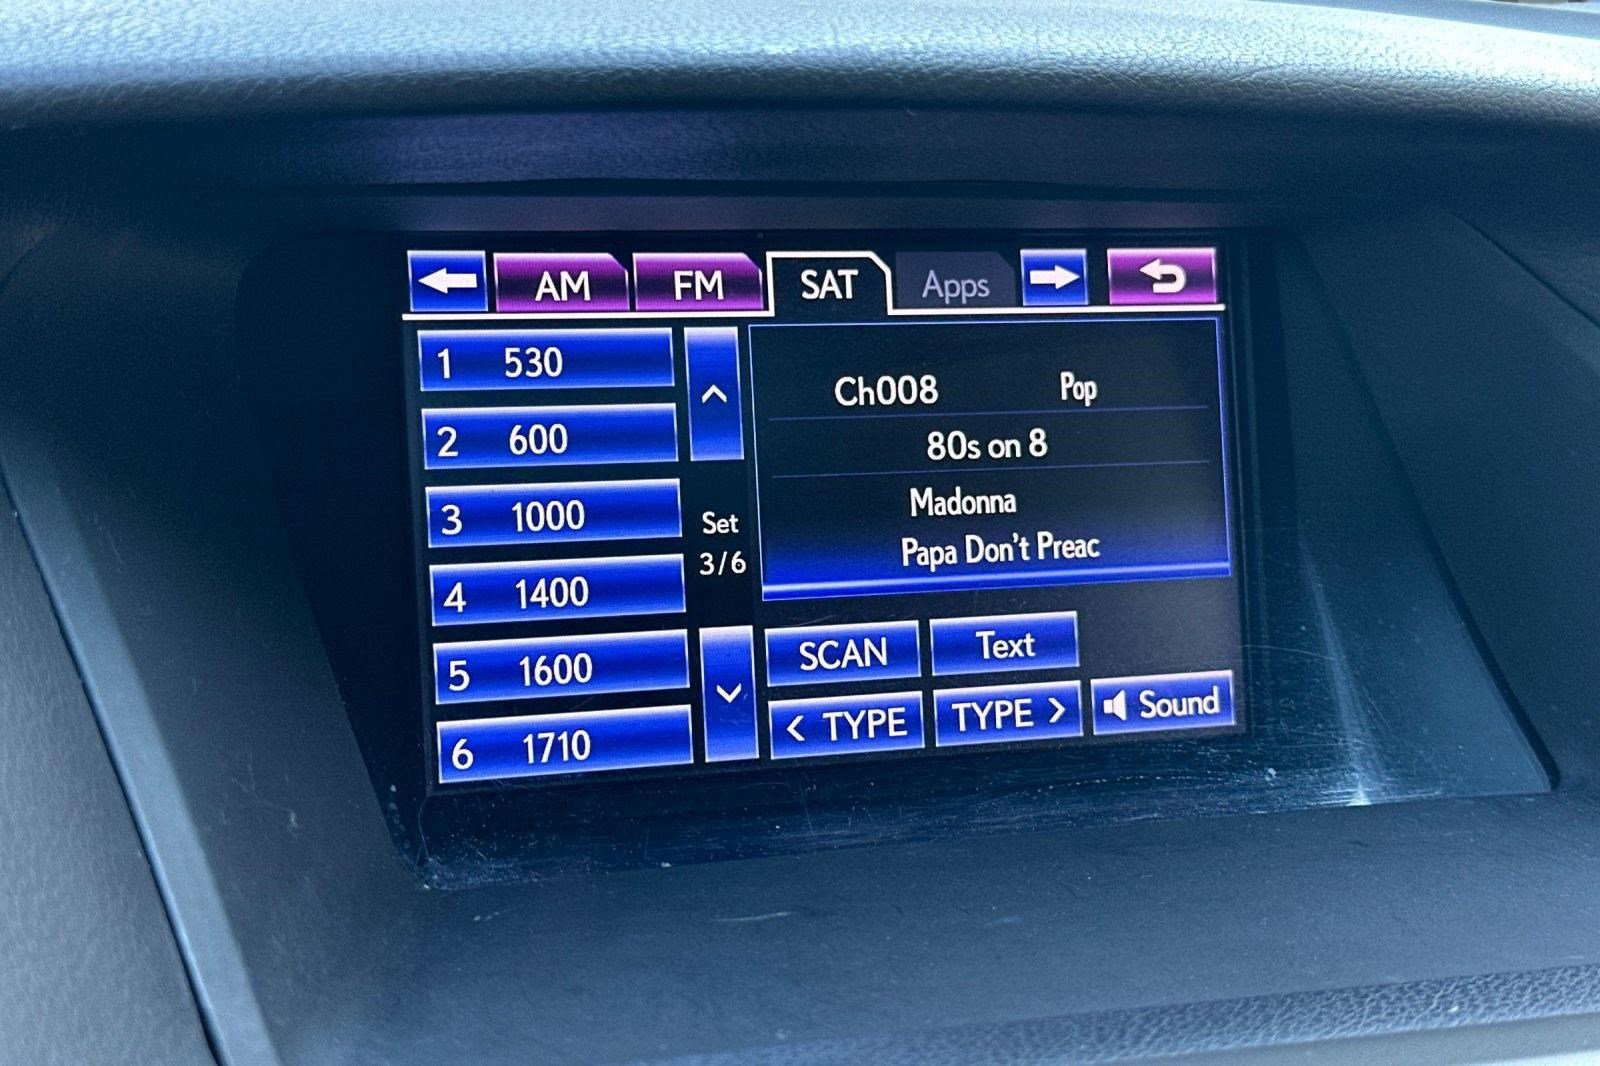 AM FM SAT Apps
1 530
2 600
3 1000
4 1400
5 1600
6 1710
Set
3/6
Ch008 Pop
80s on 8
Madonna
Papa Don't Preac
SCAN Text
< TYPE TYPE > Sound